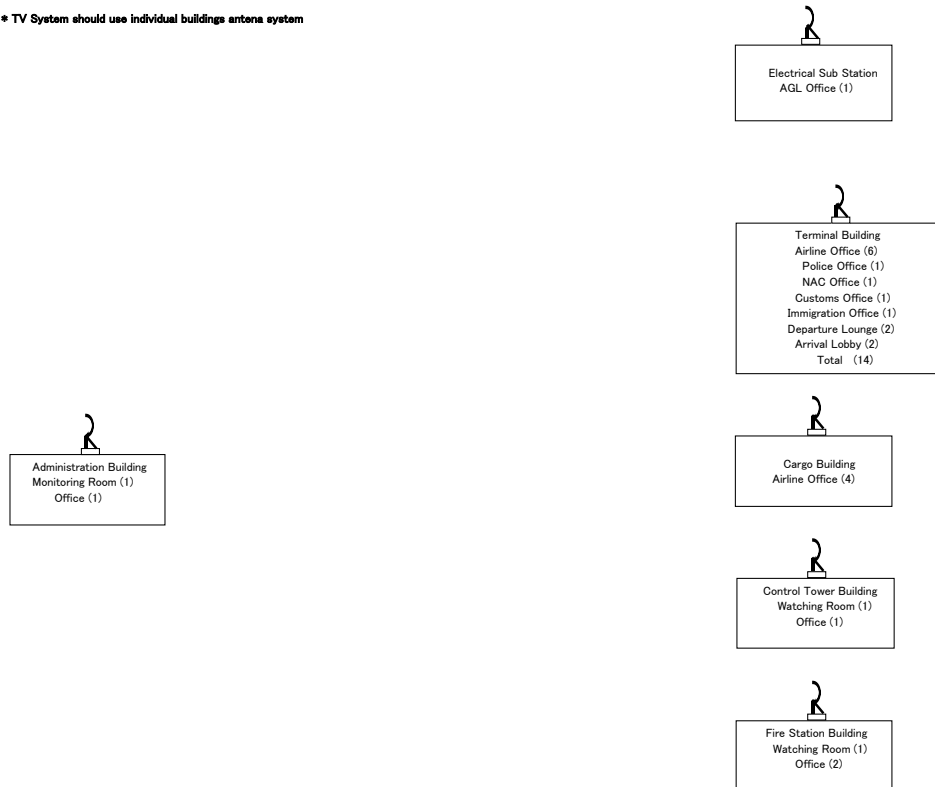 * TV System should use individual buildings antena system
Electrical Sub Station
AGL Office (1)
Terminal Building
Airline Office (6)
Police Office (1)
NAC Office (1)
Customs Office (1)
Immigration Office (1)
Departure Lounge (2)
Arrival Lobby (2)
Total (14)
Administration Building
Monitoring Room (1)
Office (1)
Cargo Building
Airline Office (4)
Control Tower Building
Watching Room (1)
Office (1)
Fire Station Building
Watching Room (1)
Office (2)